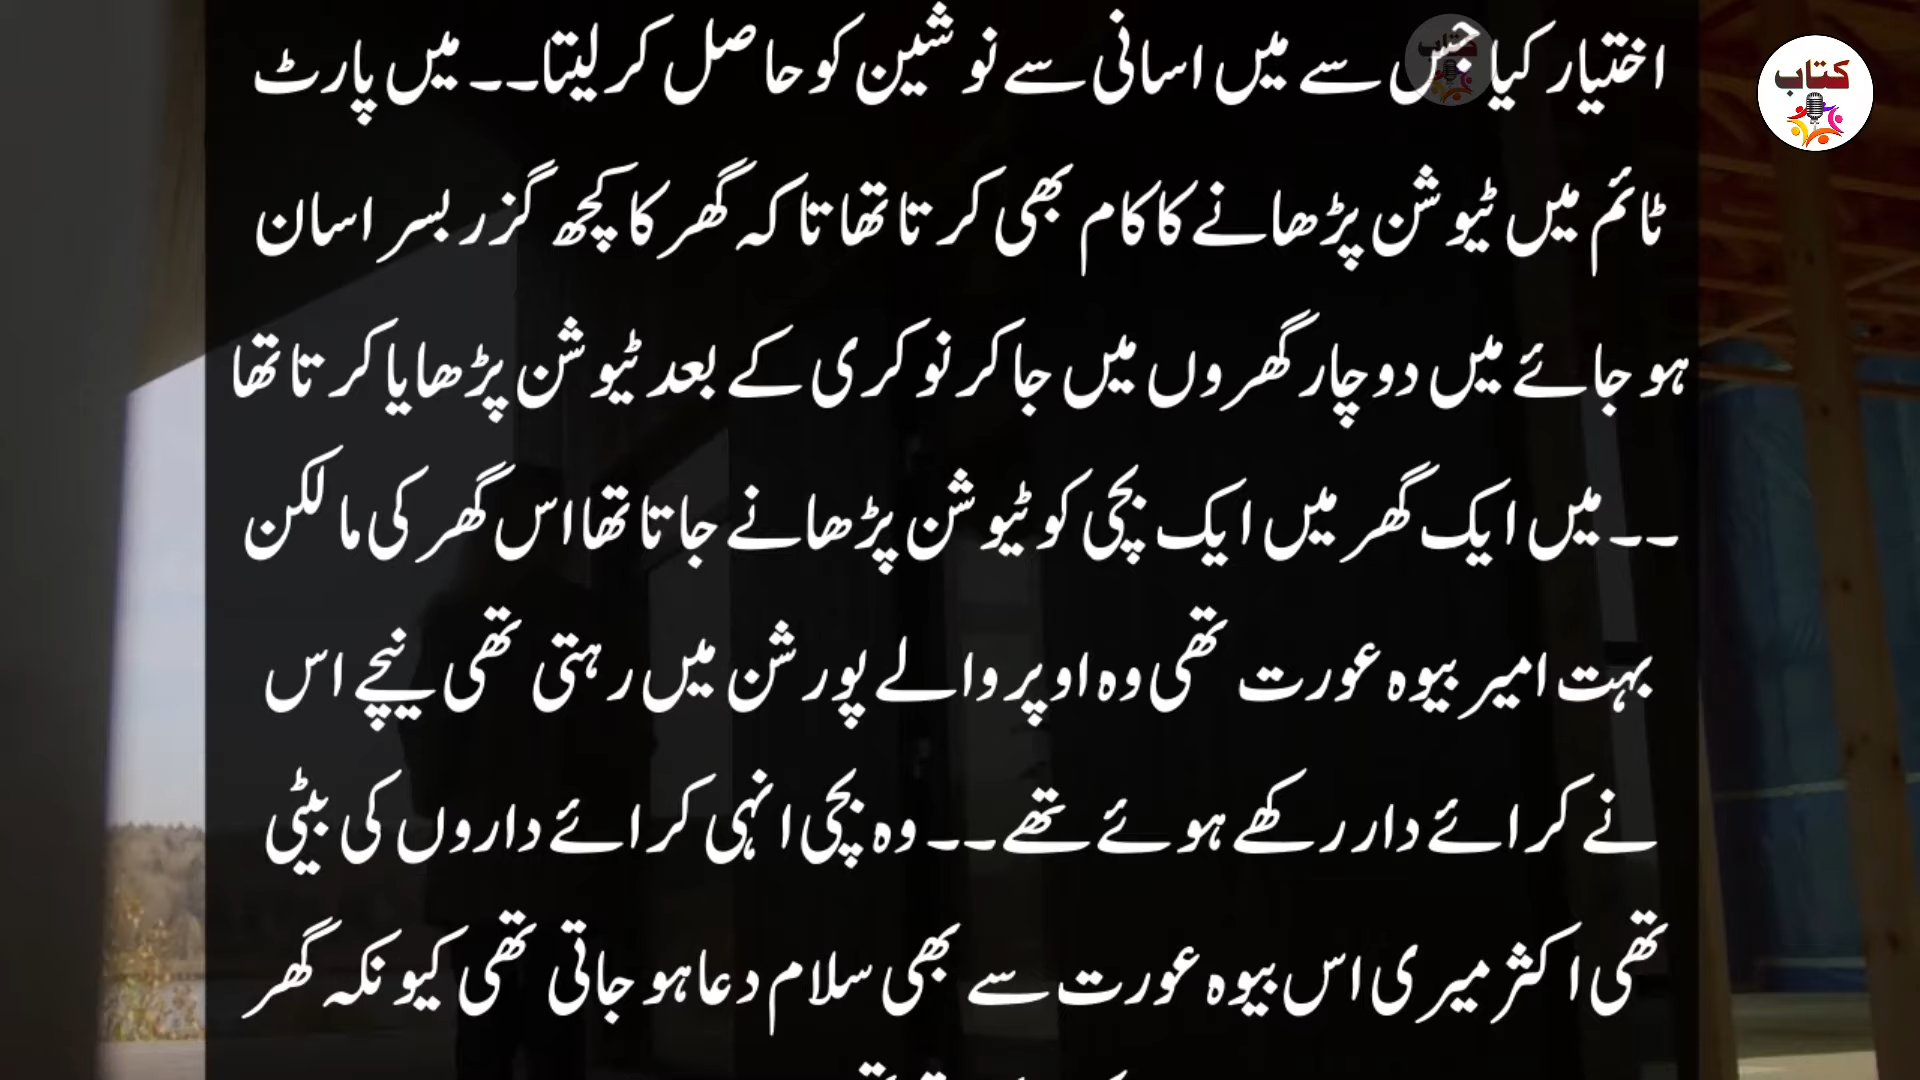 کتاب
اختیار کیا جس سے میں اسانی سے نوشین کو حاصل کر لیتا۔۔ میں پارٹ
ٹائم میں ٹیوشن پڑھانے کا کام بھی کرتا تھا تاکہ گھر کا کچھ گزر بسر اسان
ہو جائے میں دو چار گھروں میں جا کر نوکری کے بعد ٹیوشن پڑھایا کرتا تھا
۔۔ میں ایک گھر میں ایک بچی کو ٹیوشن پڑھانے جاتا تھا اس گھر کی مالکن
بہت امیر بیوہ عورت تھی وہ اوپر والے پورشن میں رہتی تھی نیچے اس
نے کرائے دار رکھے ہوئے تھے۔۔ وہ بچی انہی کرائے داروں کی بیٹی
تھی اکثر میری اس بیوہ عورت سے بھی سلام دعا ہو جاتی تھی کیونکہ گھر